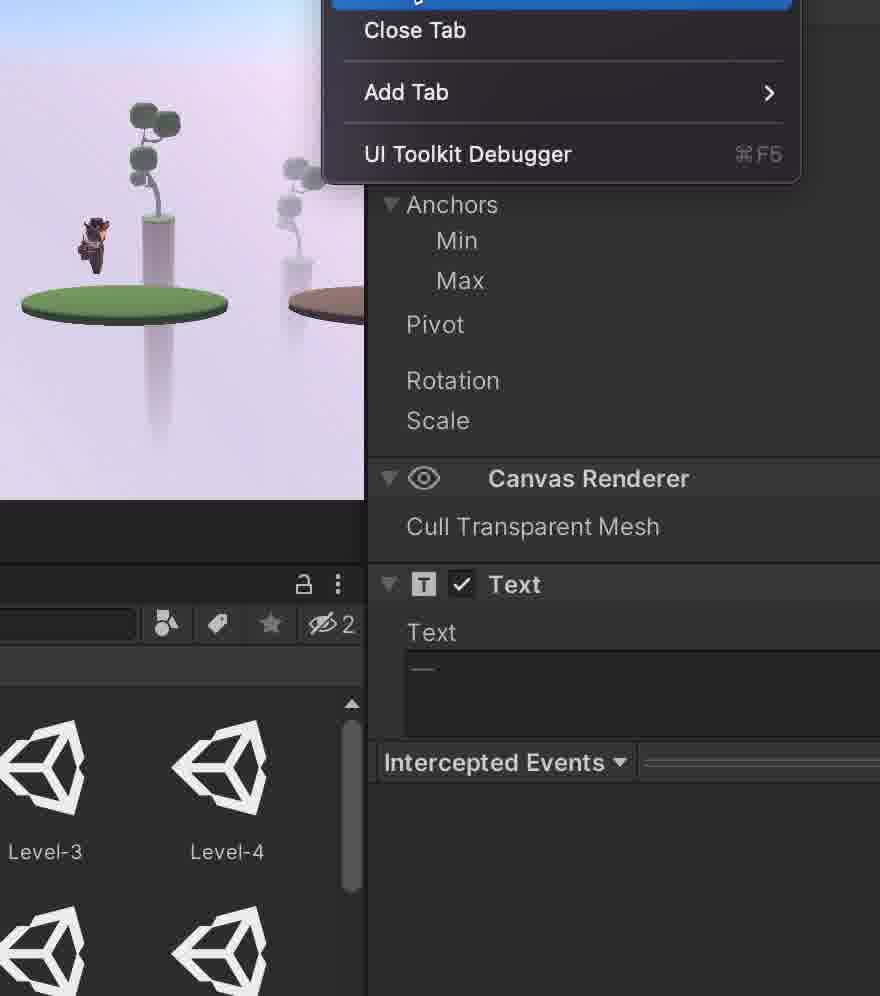 Close Tab
Add Tab
UI Toolkit Debugger ⌘F5
Anchors
Min
Max
Pivot
Rotation
Scale
Canvas Renderer
Cull Transparent Mesh
T Text
Text
—
2
Intercepted Events
Level-3 Level-4